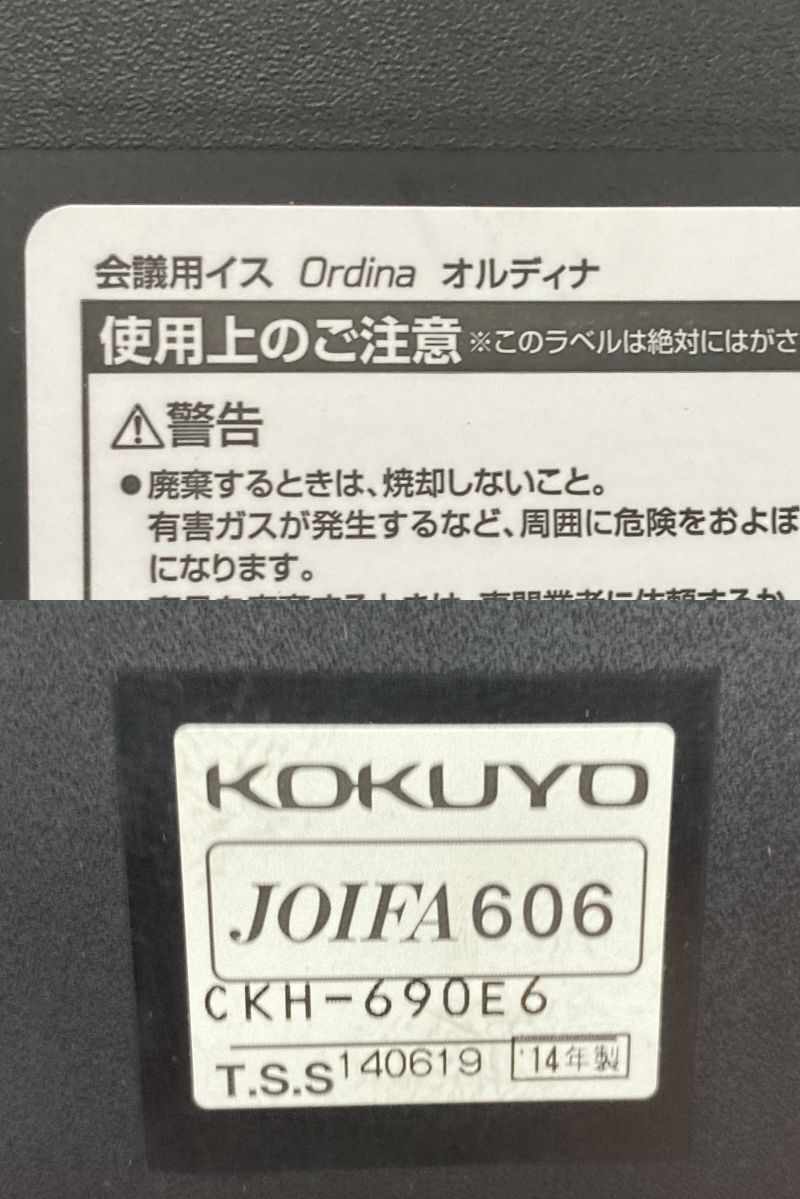 会議用イス Ordina オルディナ
使用上のご注意 ※このラベルは絶対にはがさ
警告
●廃棄するときは、焼却しないこと。
有害ガスが発生するなど、周囲に危険をおよぼ
になります。
KOKUYO
JOIFA 606
CKH-690E6
T.S.S 140619 '14年製